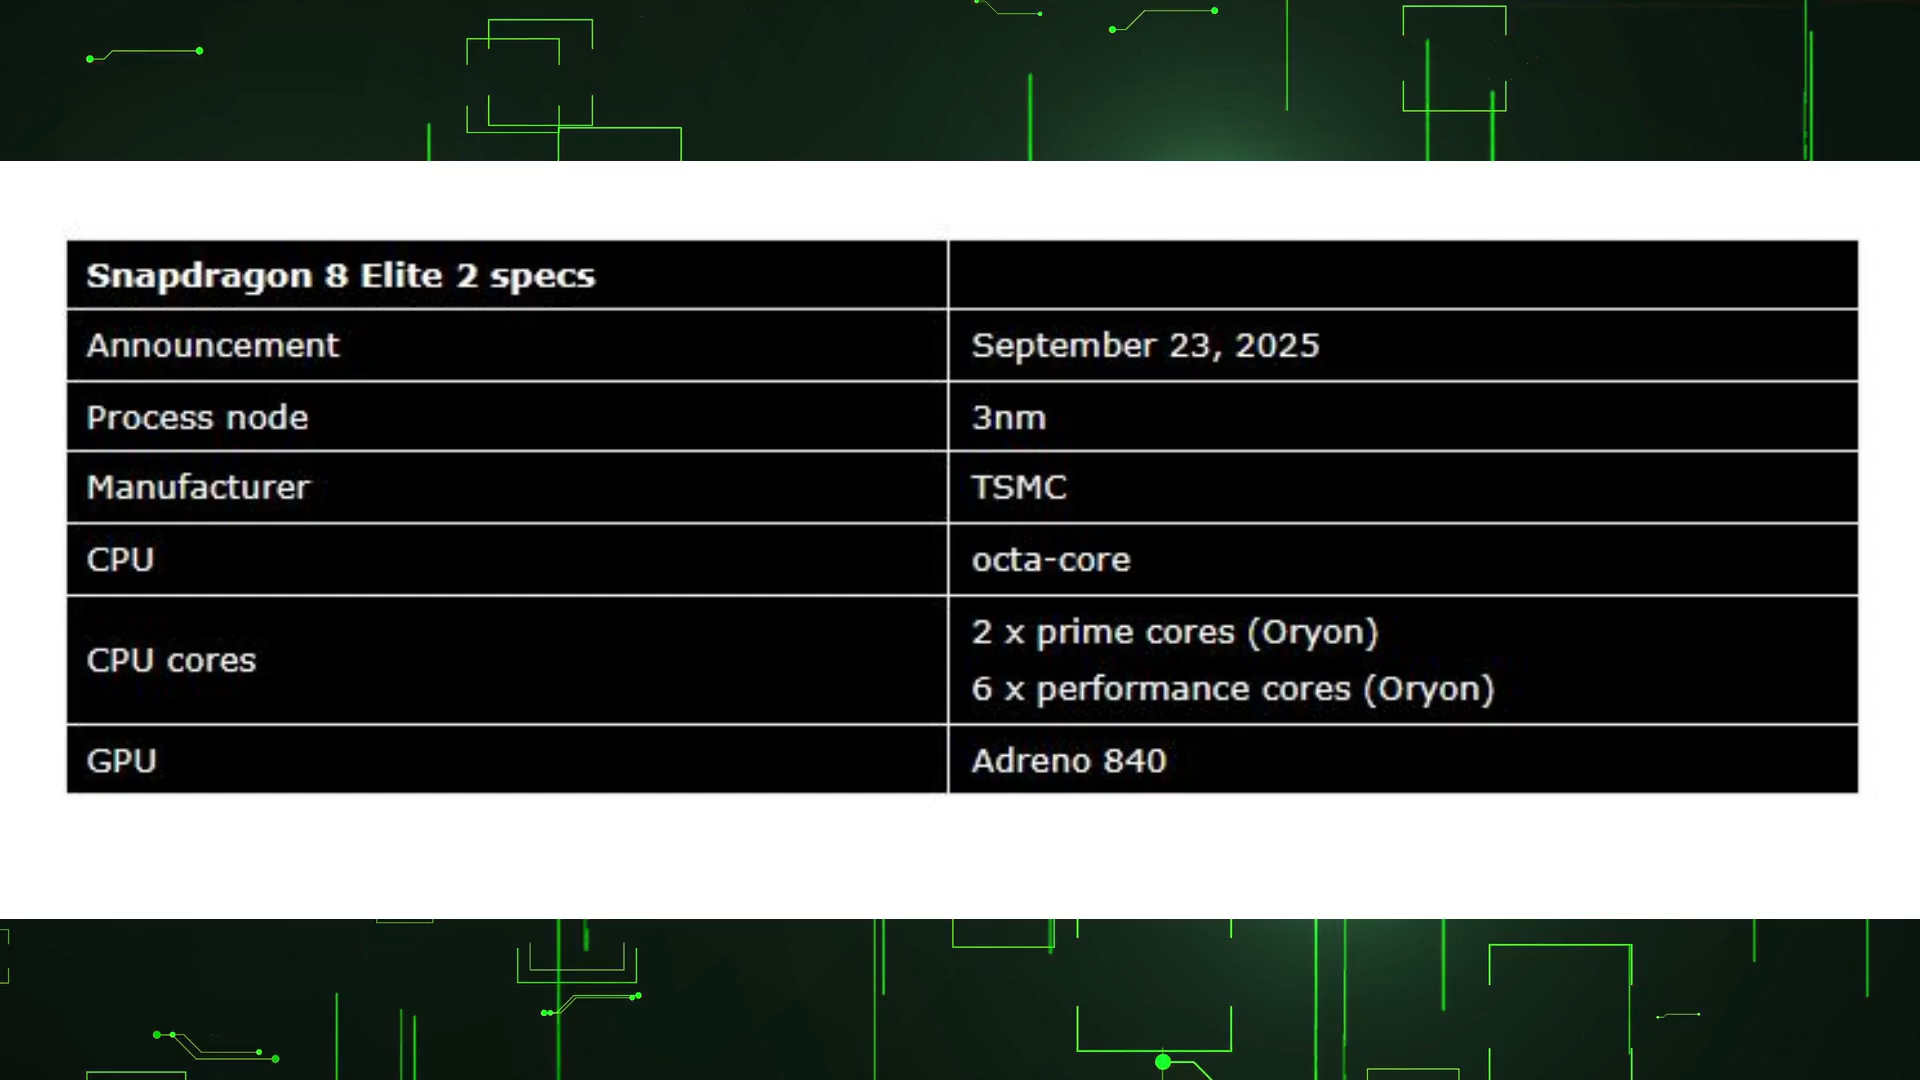 Snapdragon 8 Elite 2 specs
Announcement
September 23, 2025
Process node
3nm
Manufacturer
TSMC
CPU
octa-core
CPU cores
2 x prime cores (Oryon)
6 x performance cores (Oryon)
GPU
Adreno 840